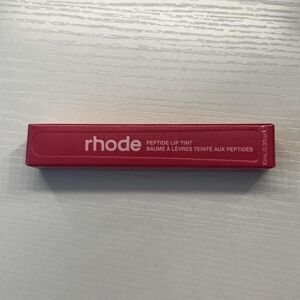 rhode
PEPTIDE LIP TINT
BAUME À LÈVRES TEINTÉ AUX PEPTIDES